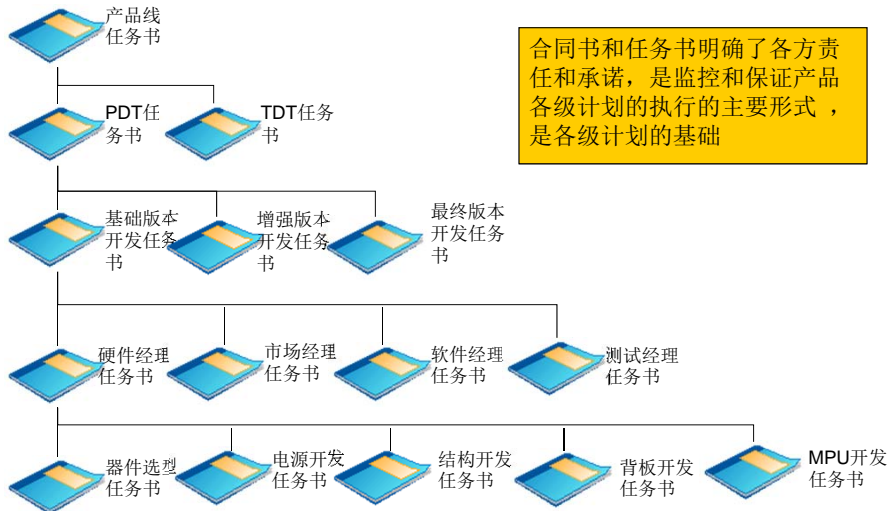 产品线
任务书
合同书和任务书明确了各方责
任和承诺，是监控和保证产品
各级计划的执行的主要形式 ，
是各级计划的基础
PDT任
务书
TDT任务
书
基础版本
开发任务
书
增强版本
开发任务
书
最终版本
开发任务
书
硬件经理
任务书
市场经理
任务书
软件经理
任务书
测试经理
任务书
器件选型
任务书
电源开发
任务书
结构开发
任务书
背板开发
任务书
MPU开发
任务书